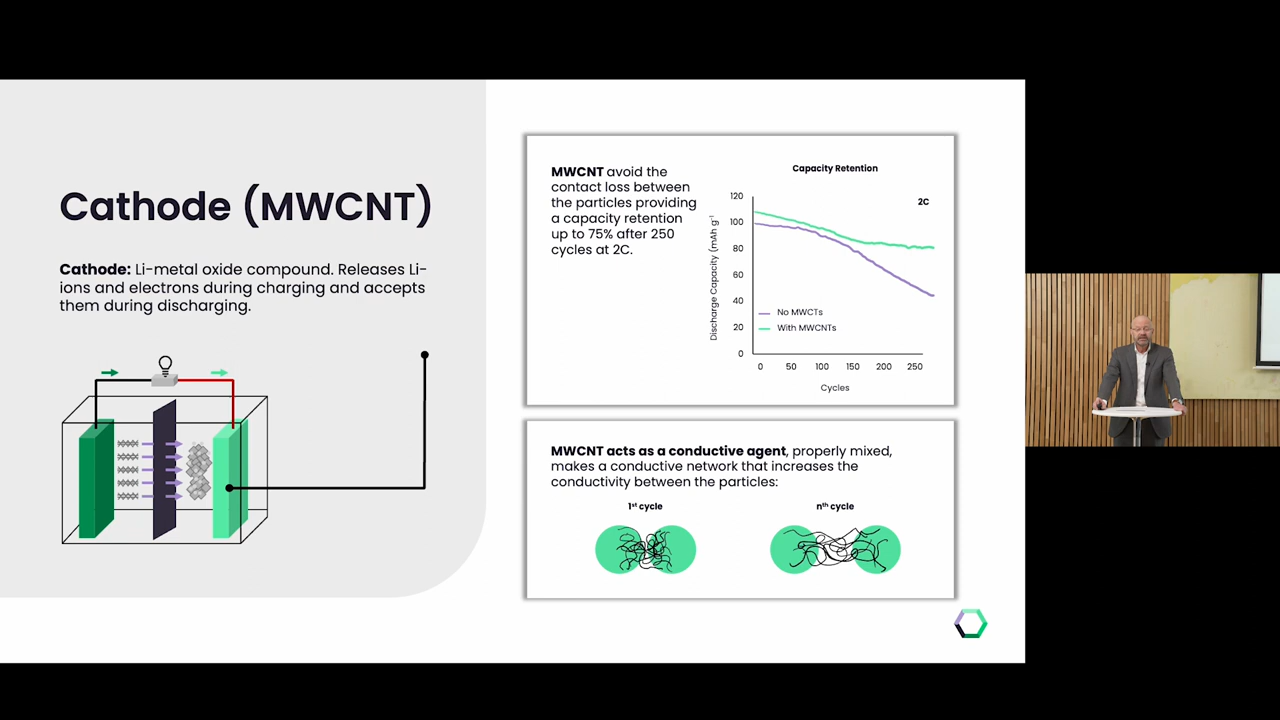 Cathode (MWCNT)
Cathode: Li-metal oxide compound. Releases Li-
ions and electrons during charging and accepts
them during discharging.
MWCNT avoid the
contact loss between
the particles providing
a capacity retention
up to 75% after 250
cycles at 2C.
Capacity Retention
2C
Discharge Capacity (mAh g⁻¹)
120
100
80
60
40
20
0
No MWCTs
With MWCNTs
0 50 100 150 200 250
Cycles
MWCNT acts as a conductive agent, properly mixed,
makes a conductive network that increases the
conductivity between the particles:
1st cycle
nth cycle